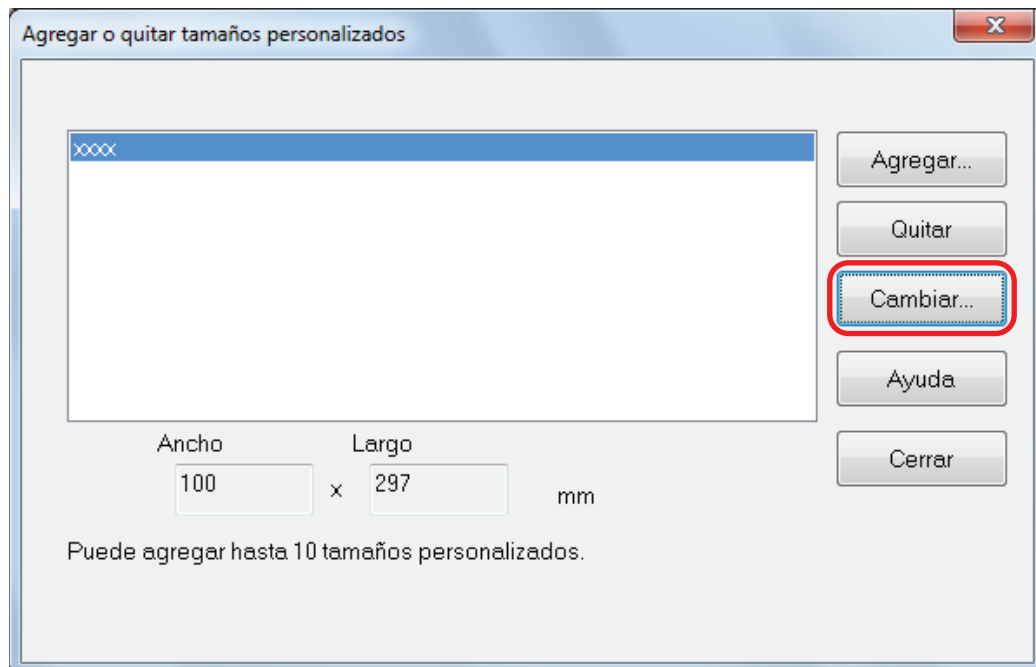 Agregar o quitar tamaños personalizados
xxxx
Agregar...
Quitar
Cambiar...
Ayuda
Cerrar
Ancho Largo
100 x 297 mm
Puede agregar hasta 10 tamaños personalizados.